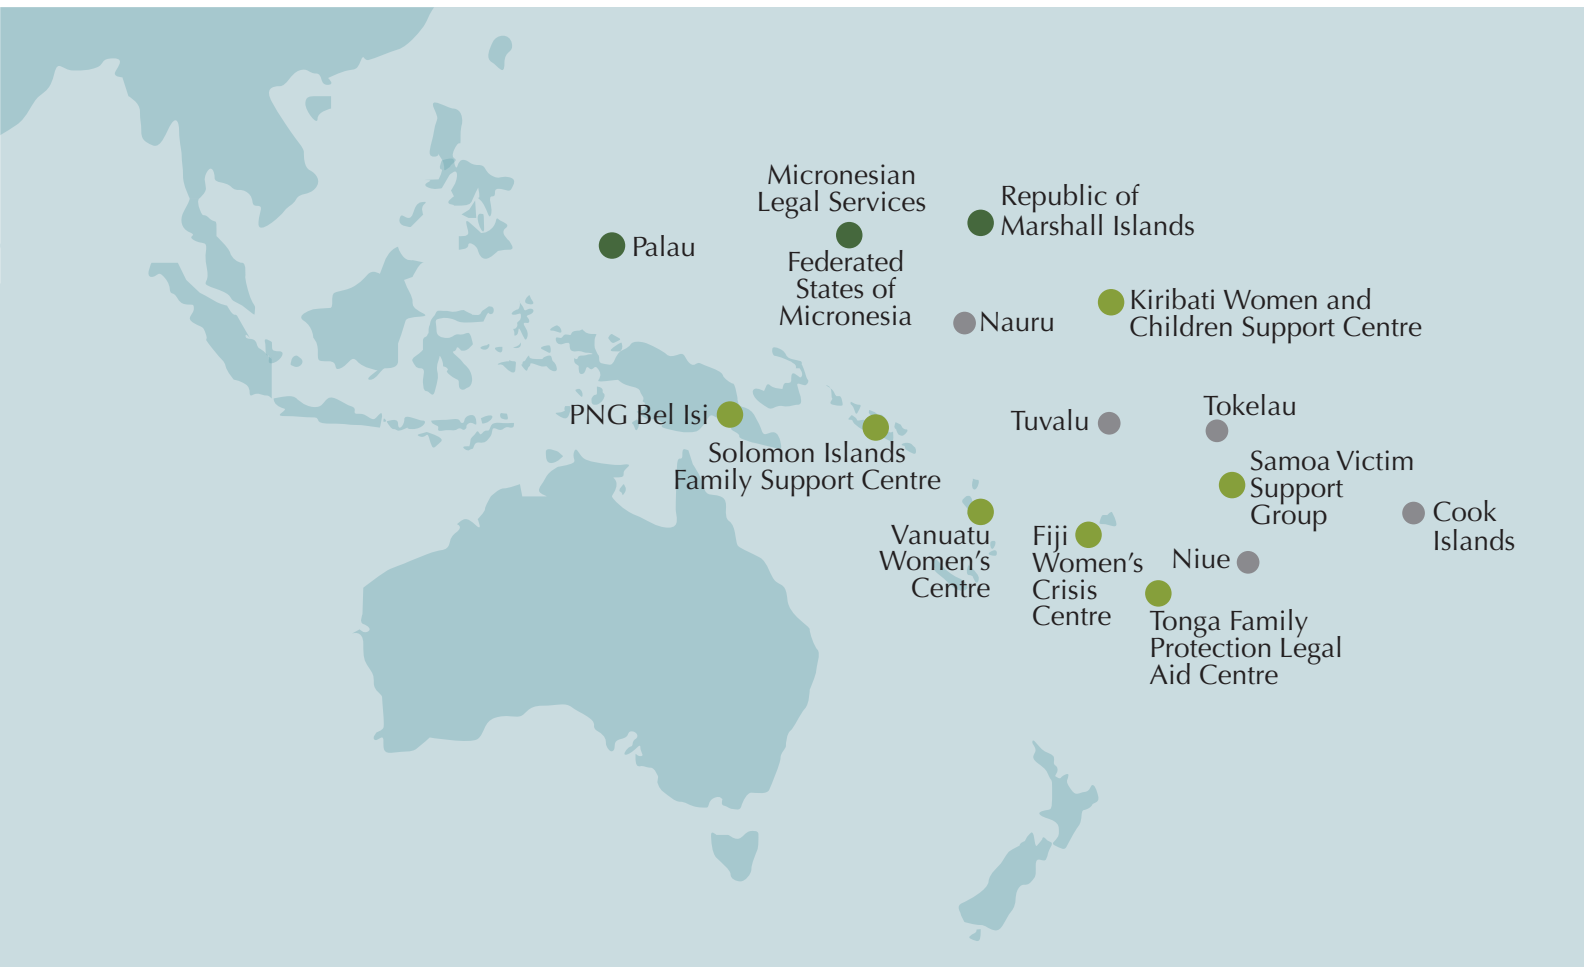 Micronesian
Legal Services
Republic of
Marshall Islands
Palau
Federated
States of
Micronesia
Kiribati Women and
Children Support Centre
Nauru
PNG Bel Isi
Tuvalu
Tokelau
Solomon Islands
Family Support Centre
Samoa Victim
Support
Group
Cook
Islands
Vanuatu
Women’s
Centre
Fiji
Women’s
Crisis
Centre
Niue
Tonga Family
Protection Legal
Aid Centre